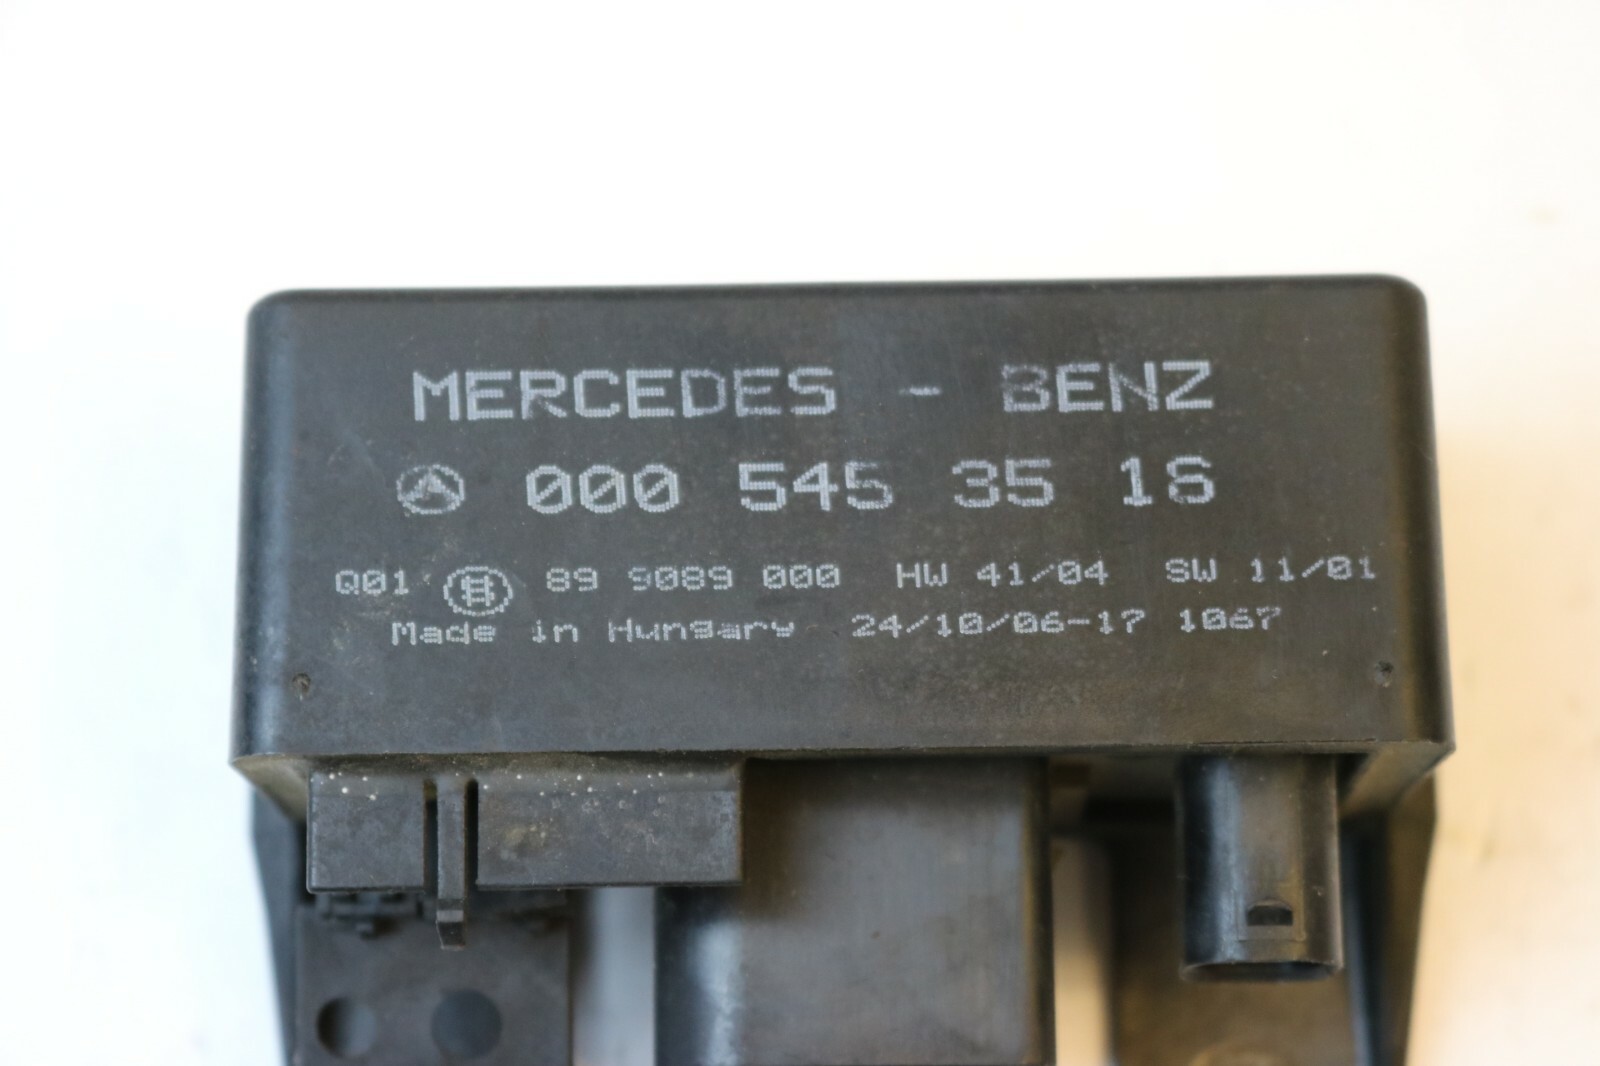 MERCEDES - BENZ
000 545 35 16
Q01 89 9089 000 HW 41/04 SW 11/01
Made in Hungary 24/10/06-17 1067